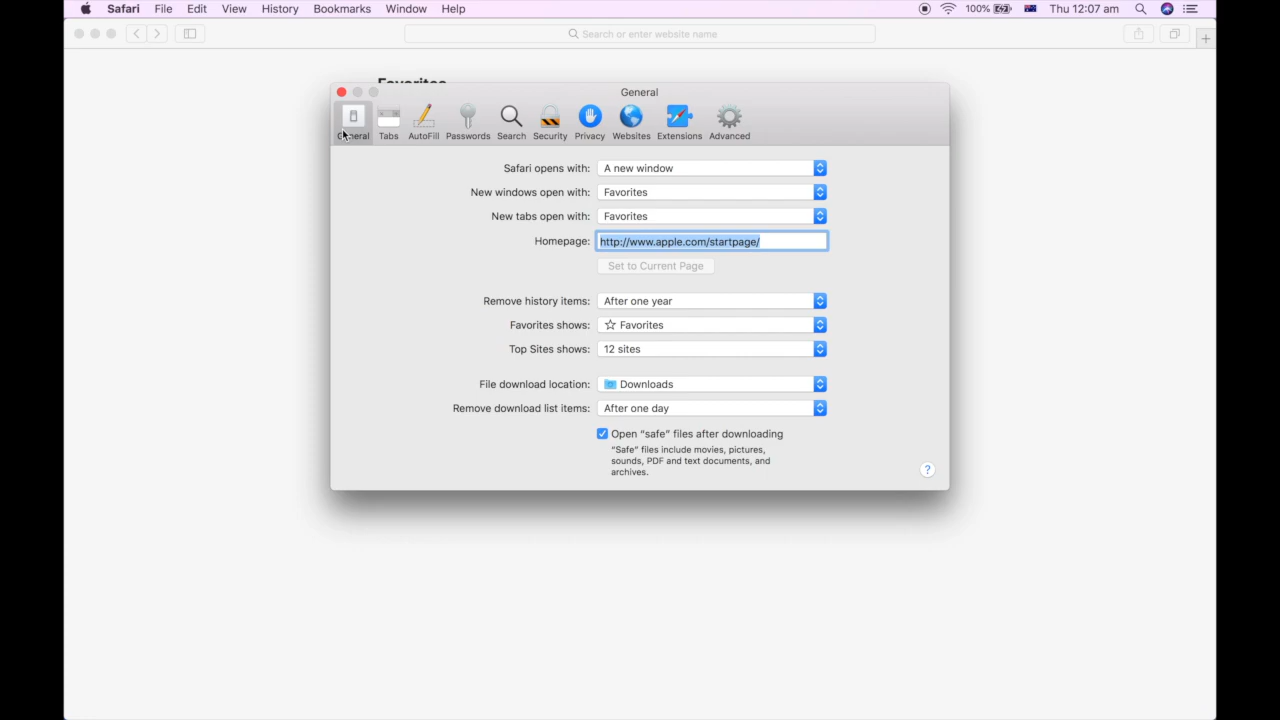 Safari File Edit View History Bookmarks Window Help 100% Thu 12:07 am
Search or enter website name
Favorites
General
General Tabs AutoFill Passwords Search Security Privacy Websites Extensions Advanced
Safari opens with: A new window
New windows open with: Favorites
New tabs open with: Favorites
Homepage: http://www.apple.com/startpage/
Set to Current Page
Remove history items: After one year
Favorites shows: Favorites
Top Sites shows: 12 sites
File download location: Downloads
Remove download list items: After one day
Open “safe” files after downloading
“Safe” files include movies, pictures,
sounds, PDF and text documents, and
archives.
?